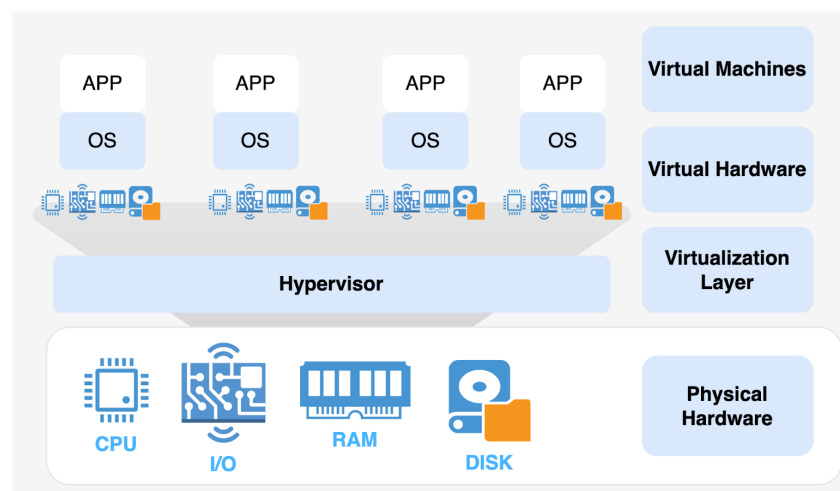 APP
APP
APP
APP
Virtual Machines
OS
OS
OS
OS
Virtual Hardware
Hypervisor
Virtualization
Layer
CPU
I/O
RAM
DISK
Physical
Hardware